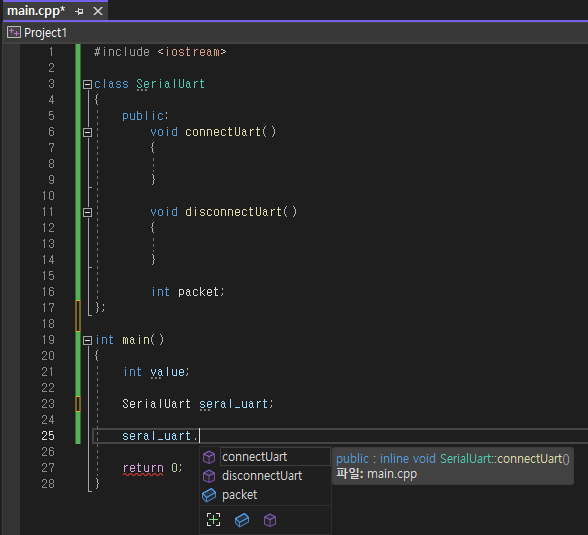 main.cpp*
Project1
1 #include <iostream>
2
3 class SerialUart
4 {
5 public:
6 void connectUart()
7 {
8
9 }
10
11 void disconnectUart()
12 {
13
14 }
15
16 int packet;
17 };
18
19 int main()
20 {
21 int value;
22
23 SerialUart seral_uart;
24
25 seral_uart.
26
27 return 0;
28 }
connectUart
disconnectUart
packet
public : inline void SerialUart::connectUart()
파일: main.cpp